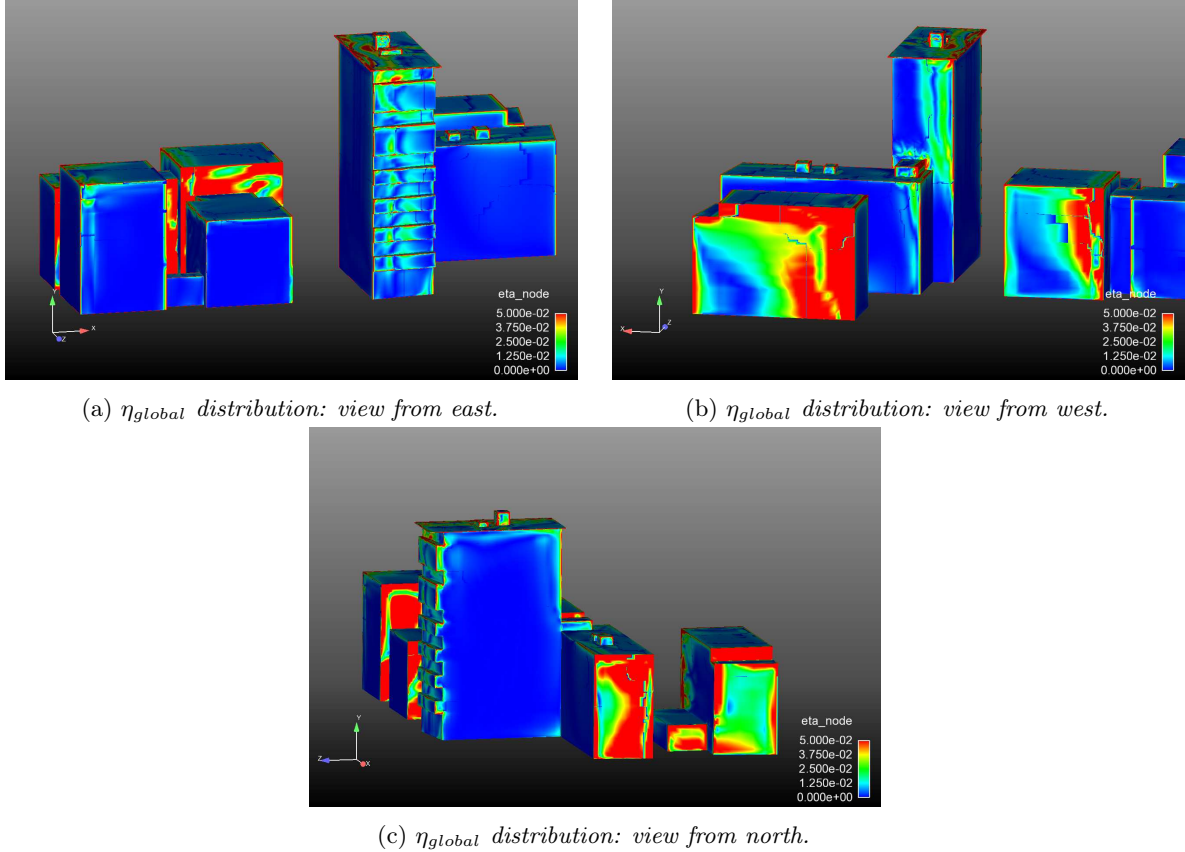 eta_node
5.000e-02
3.750e-02
2.500e-02
1.250e-02
0.000e+00
Y
X
Z
eta_node
5.000e-02
3.750e-02
2.500e-02
1.250e-02
0.000e+00
Y
X
Z
(a) η_global distribution: view from east.
(b) η_global distribution: view from west.
eta_node
5.000e-02
3.750e-02
2.500e-02
1.250e-02
0.000e+00
Y
Z
X
(c) η_global distribution: view from north.